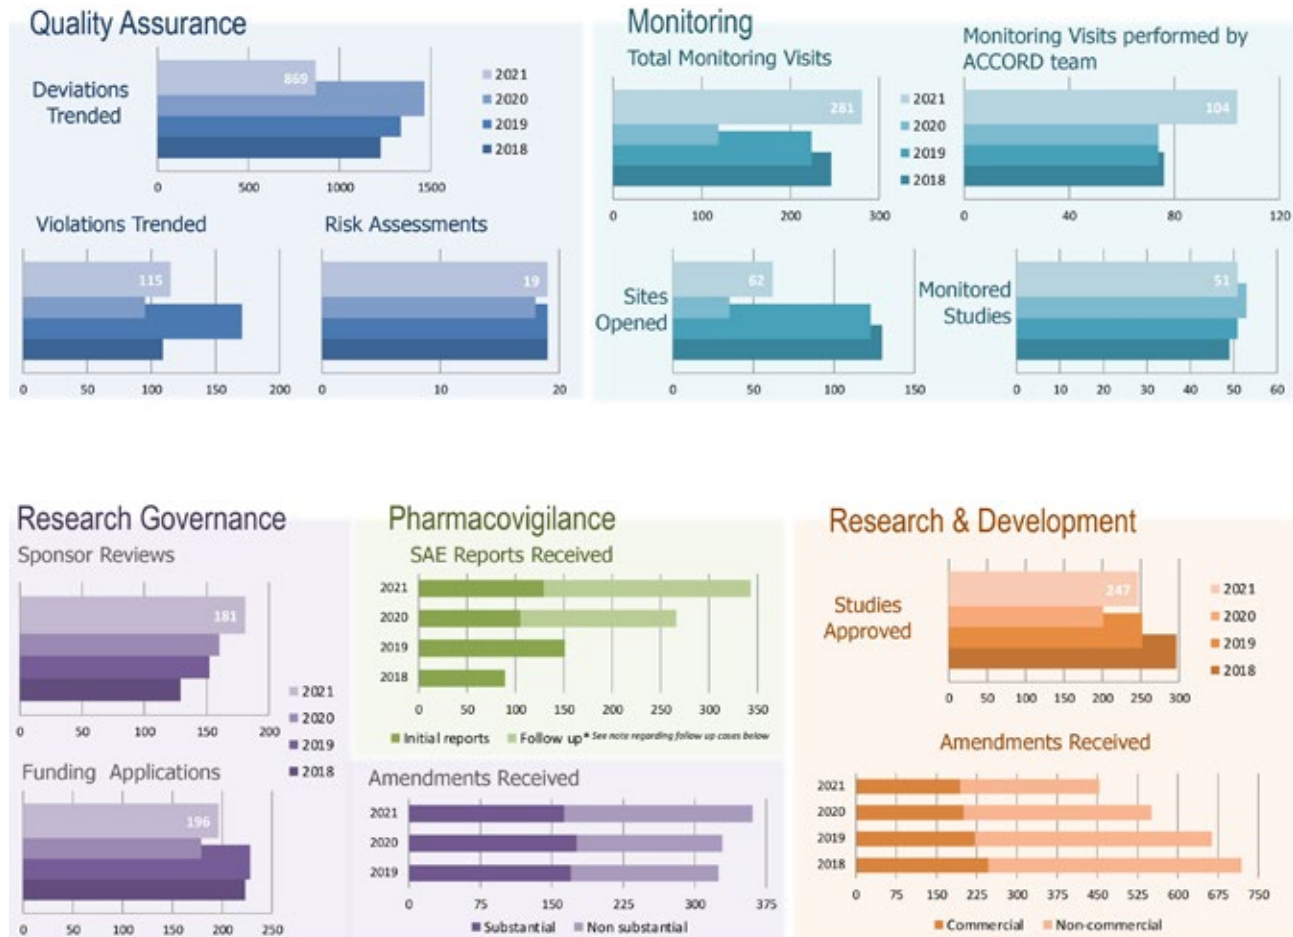 Quality Assurance
Deviations
Trended
869
2021
2020
2019
2018
0 500 1000 1500
Violations Trended
115
0 50 100 150 200
Risk Assessments
19
0 10 20
Monitoring
Total Monitoring Visits
281
2021
2020
2019
2018
0 100 200 300
Monitoring Visits performed by
ACCORD team
104
0 40 80 120
Sites
Opened
62
0 50 100 150
Monitored
Studies
51
0 10 20 30 40 50 60
Research Governance
Sponsor Reviews
181
0 50 100 150 200
2021
2020
2019
2018
Funding Applications
196
0 50 100 150 200 250
Pharmacovigilance
SAE Reports Received
2021
2020
2019
2018
0 50 100 150 200 250 300 350
Initial reports Follow up* See note regarding follow up cases below
Amendments Received
2021
2020
2019
0 75 150 225 300 375
Substantial Non substantial
Research & Development
Studies
Approved
247
2021
2020
2019
2018
0 50 100 150 200 250 300
Amendments Received
2021
2020
2019
2018
0 75 150 225 300 375 450 525 600 675 750
Commercial Non-commercial